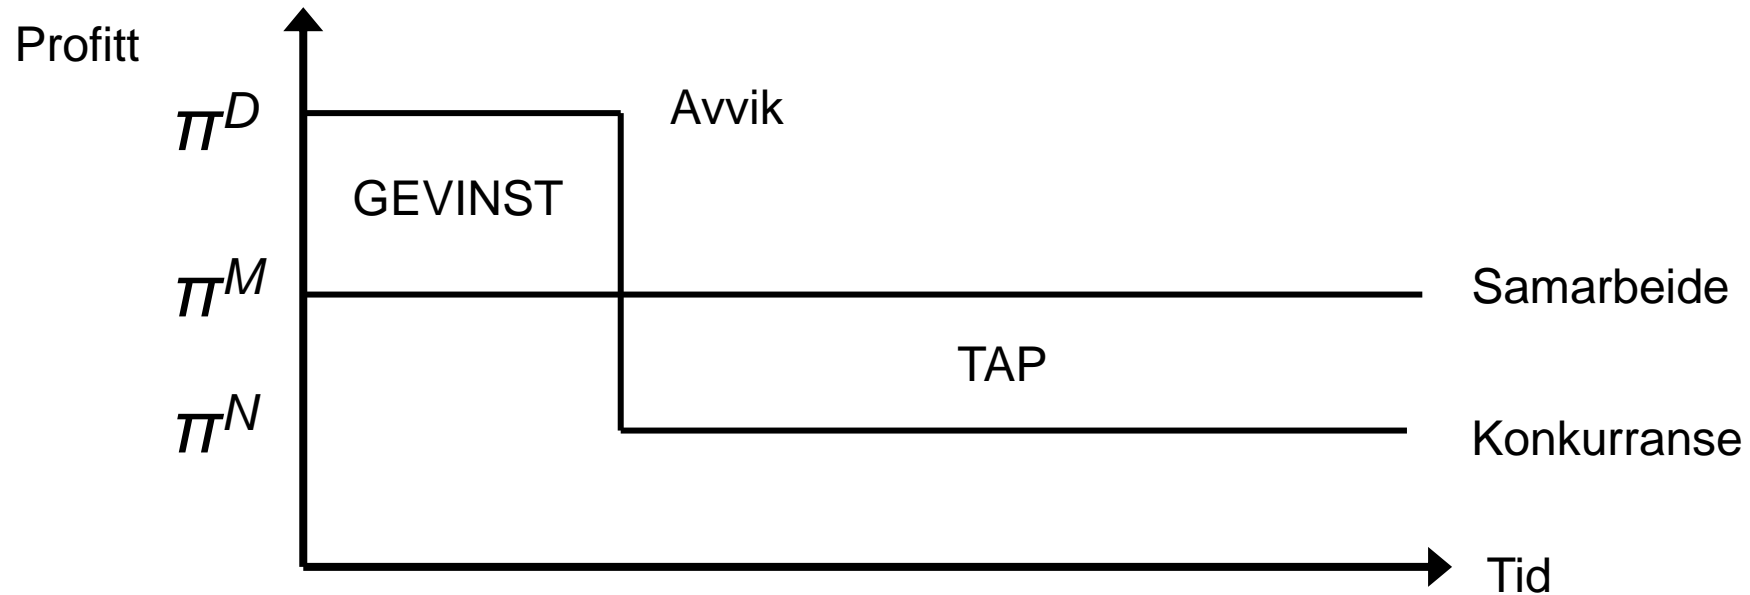 Profitt
π^D
Avvik
GEVINST
π^M
Samarbeide
TAP
π^N
Konkurranse
Tid